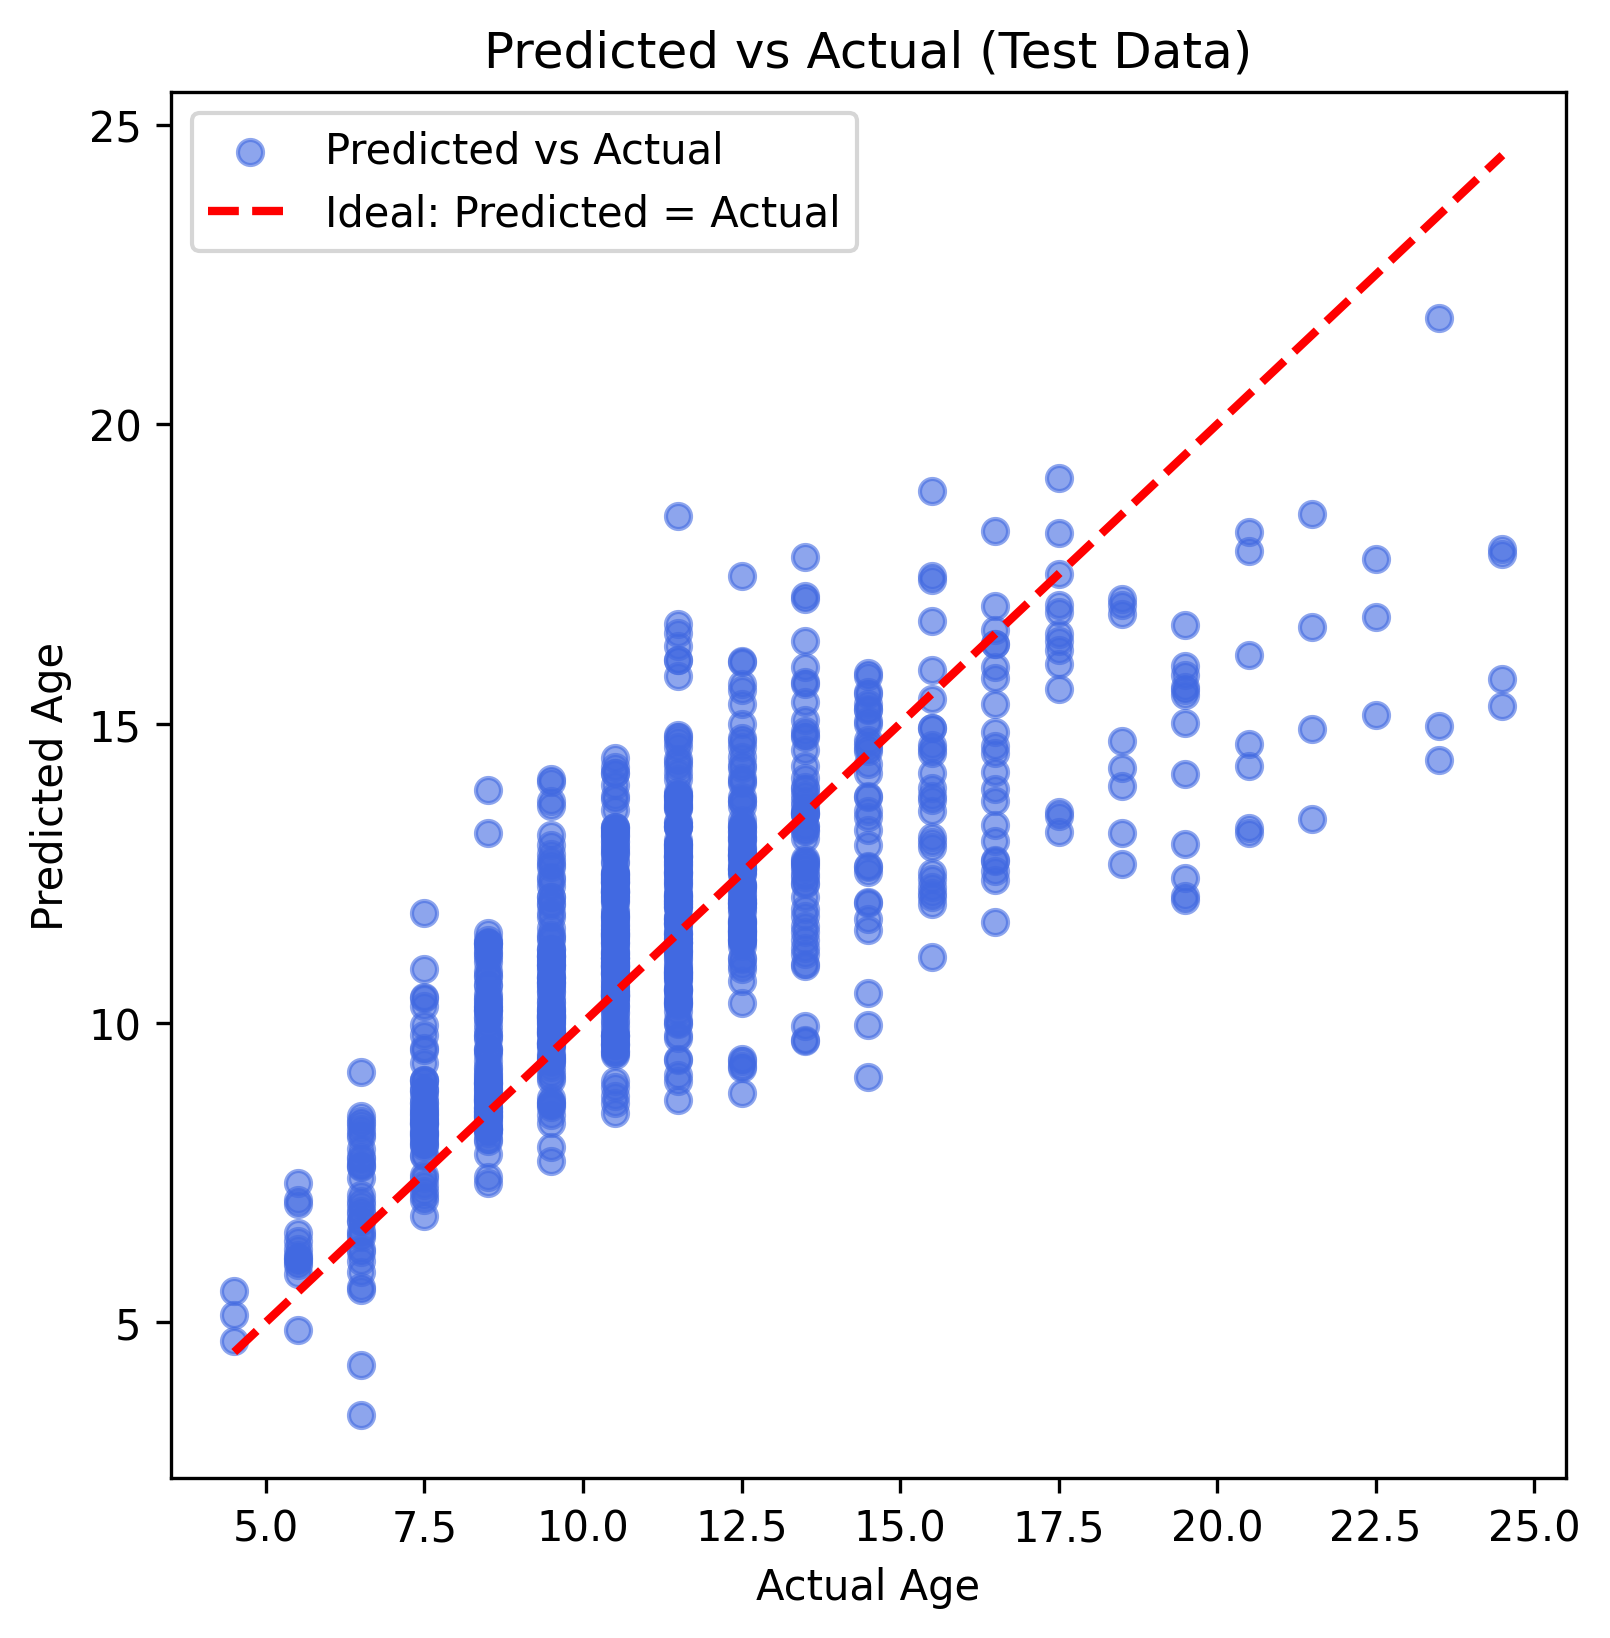 Predicted vs Actual (Test Data)
Predicted vs Actual
Ideal: Predicted = Actual
25
20
15
10
5
Predicted Age
5.0 7.5 10.0 12.5 15.0 17.5 20.0 22.5 25.0
Actual Age